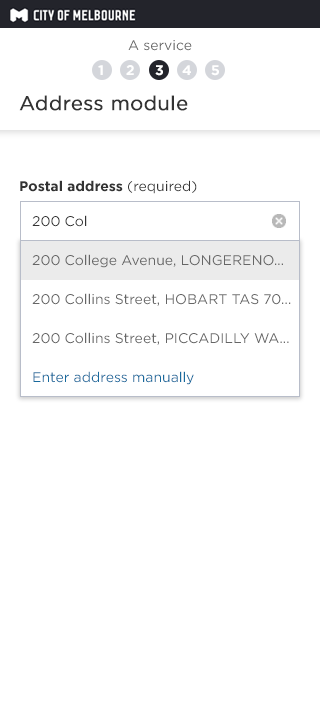 CITY OF MELBOURNE
A service
1 2 3 4 5
Address module
Postal address (required)
200 Col
200 College Avenue, LONGERENO...
200 Collins Street, HOBART TAS 70...
200 Collins Street, PICCADILLY WA...
Enter address manually